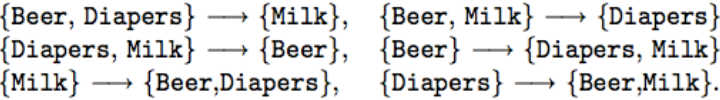 {Beer, Diapers} ⟶ {Milk}, {Beer, Milk} ⟶ {Diapers}
{Diapers, Milk} ⟶ {Beer}, {Beer} ⟶ {Diapers, Milk}
{Milk} ⟶ {Beer,Diapers}, {Diapers} ⟶ {Beer,Milk}.